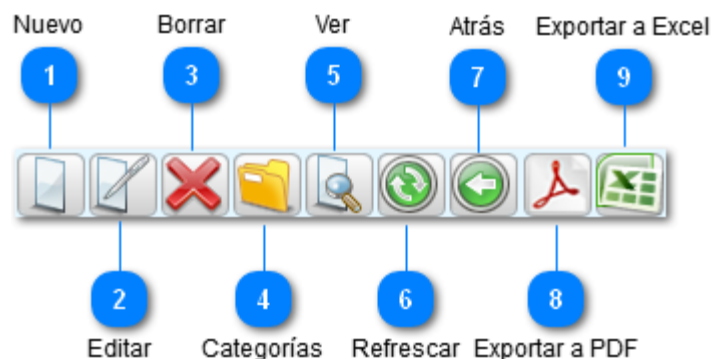 Nuevo Borrar Ver Atrás Exportar a Excel
1 3 5 7 9
2 4 6 8
Editar Categorías Refrescar Exportar a PDF